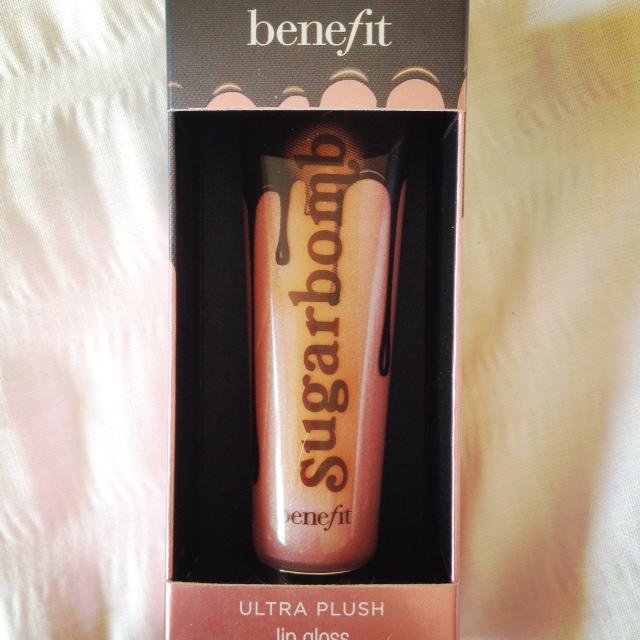 benefit
Sugarbomb
benefit
ULTRA PLUSH
lip gloss